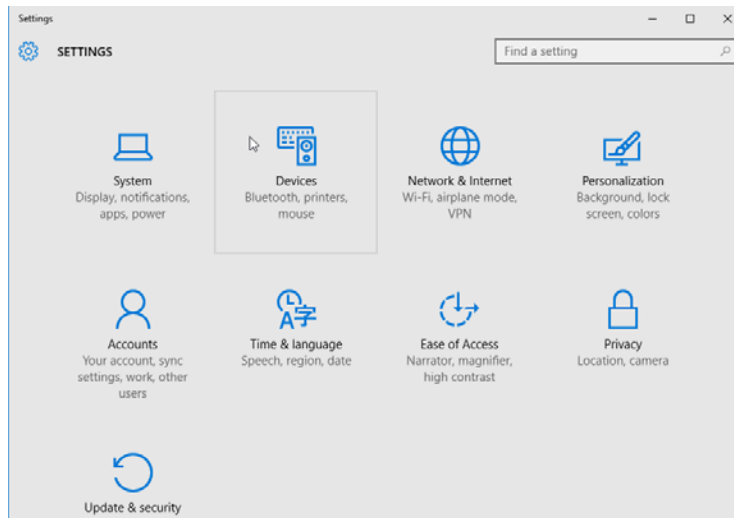 Settings
SETTINGS
Find a setting
System
Display, notifications,
apps, power
Devices
Bluetooth, printers,
mouse
Network & Internet
Wi-Fi, airplane mode,
VPN
Personalization
Background, lock
screen, colors
Accounts
Your account, sync
settings, work, other
users
Time & language
Speech, region, date
Ease of Access
Narrator, magnifier,
high contrast
Privacy
Location, camera
Update & security